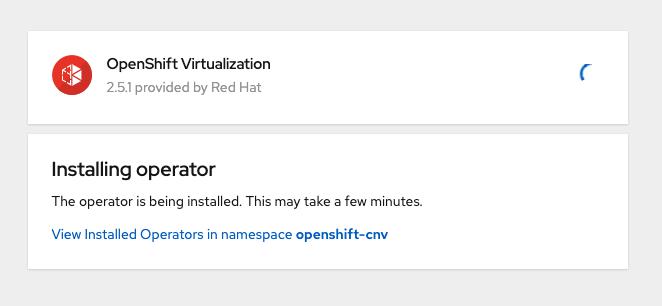 OpenShift Virtualization
2.5.1 provided by Red Hat
Installing operator
The operator is being installed. This may take a few minutes.
View Installed Operators in namespace openshift-cnv